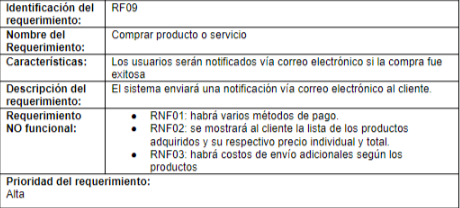 Identificación del requerimiento: RF09
Nombre del Requerimiento: Comprar producto o servicio
Características: Los usuarios serán notificados vía correo electrónico si la compra fue exitosa
Descripción del requerimiento: El sistema enviará una notificación vía correo electrónico al cliente.
Requerimiento NO funcional:
• RNF01: habrá varios métodos de pago.
• RNF02: se mostrará al cliente la lista de los productos adquiridos y su respectivo precio individual y total.
• RNF03: habrá costos de envío adicionales según los productos
Prioridad del requerimiento:
Alta